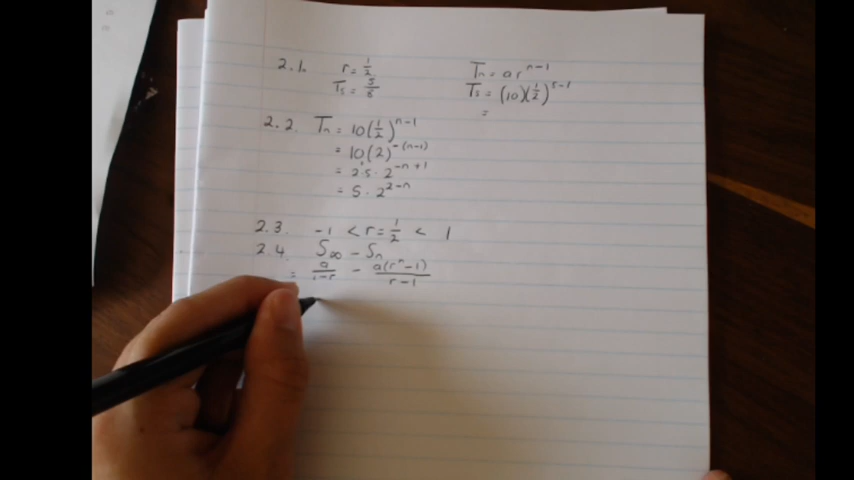 2.1. r = 1/2 Tn = ar^(n-1)
T5 = 5/8 T5 = (10)(1/2)^(5-1)
=
2.2. Tn = 10(1/2)^(n-1)
= 10(2)^(-(n-1))
= 2·5·2^(-n+1)
= 5·2^(2-n)
2.3. -1 < r = 1/2 < 1
2.4. S∞ - Sn
= a/(1-r) - a(r^n-1)/(r-1)